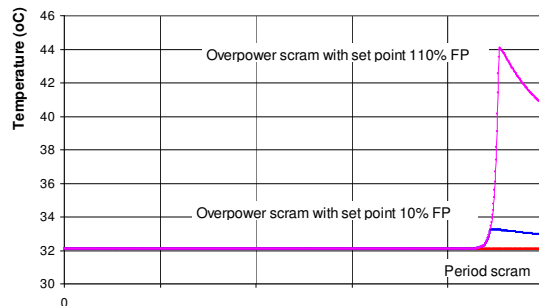 Temperature (oC)
46
44
Overpower scram with set point 110% FP
42
40
38
36
34
Overpower scram with set point 10% FP
32
Period scram
30
0